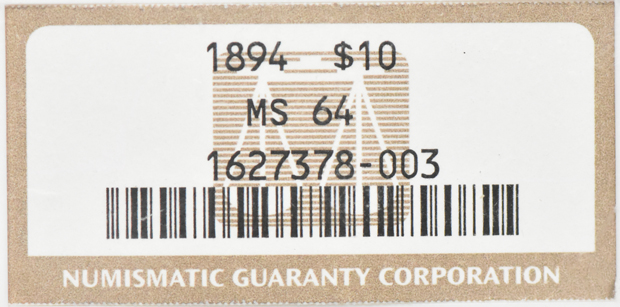 1894 $10
MS 64
1627378-003
NUMISMATIC GUARANTY CORPORATION